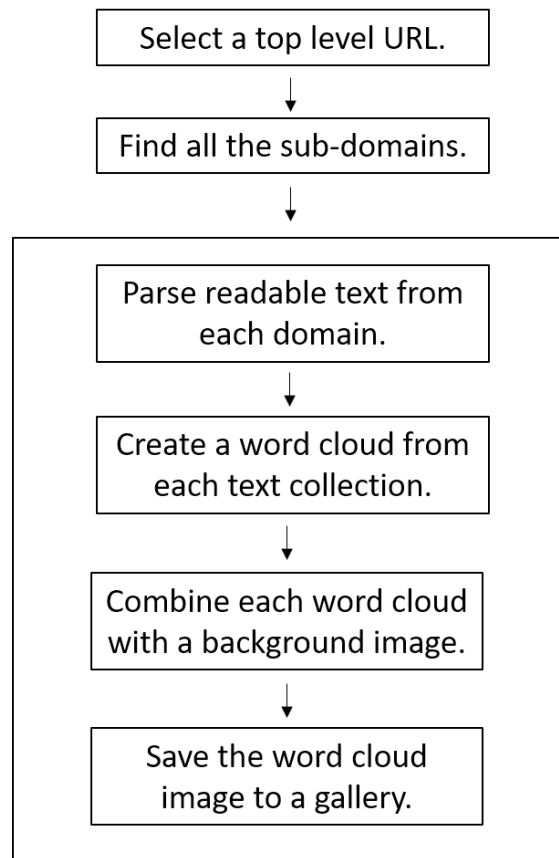 Select a top level URL.
Find all the sub-domains.
Parse readable text from
each domain.
Create a word cloud from
each text collection.
Combine each word cloud
with a background image.
Save the word cloud
image to a gallery.